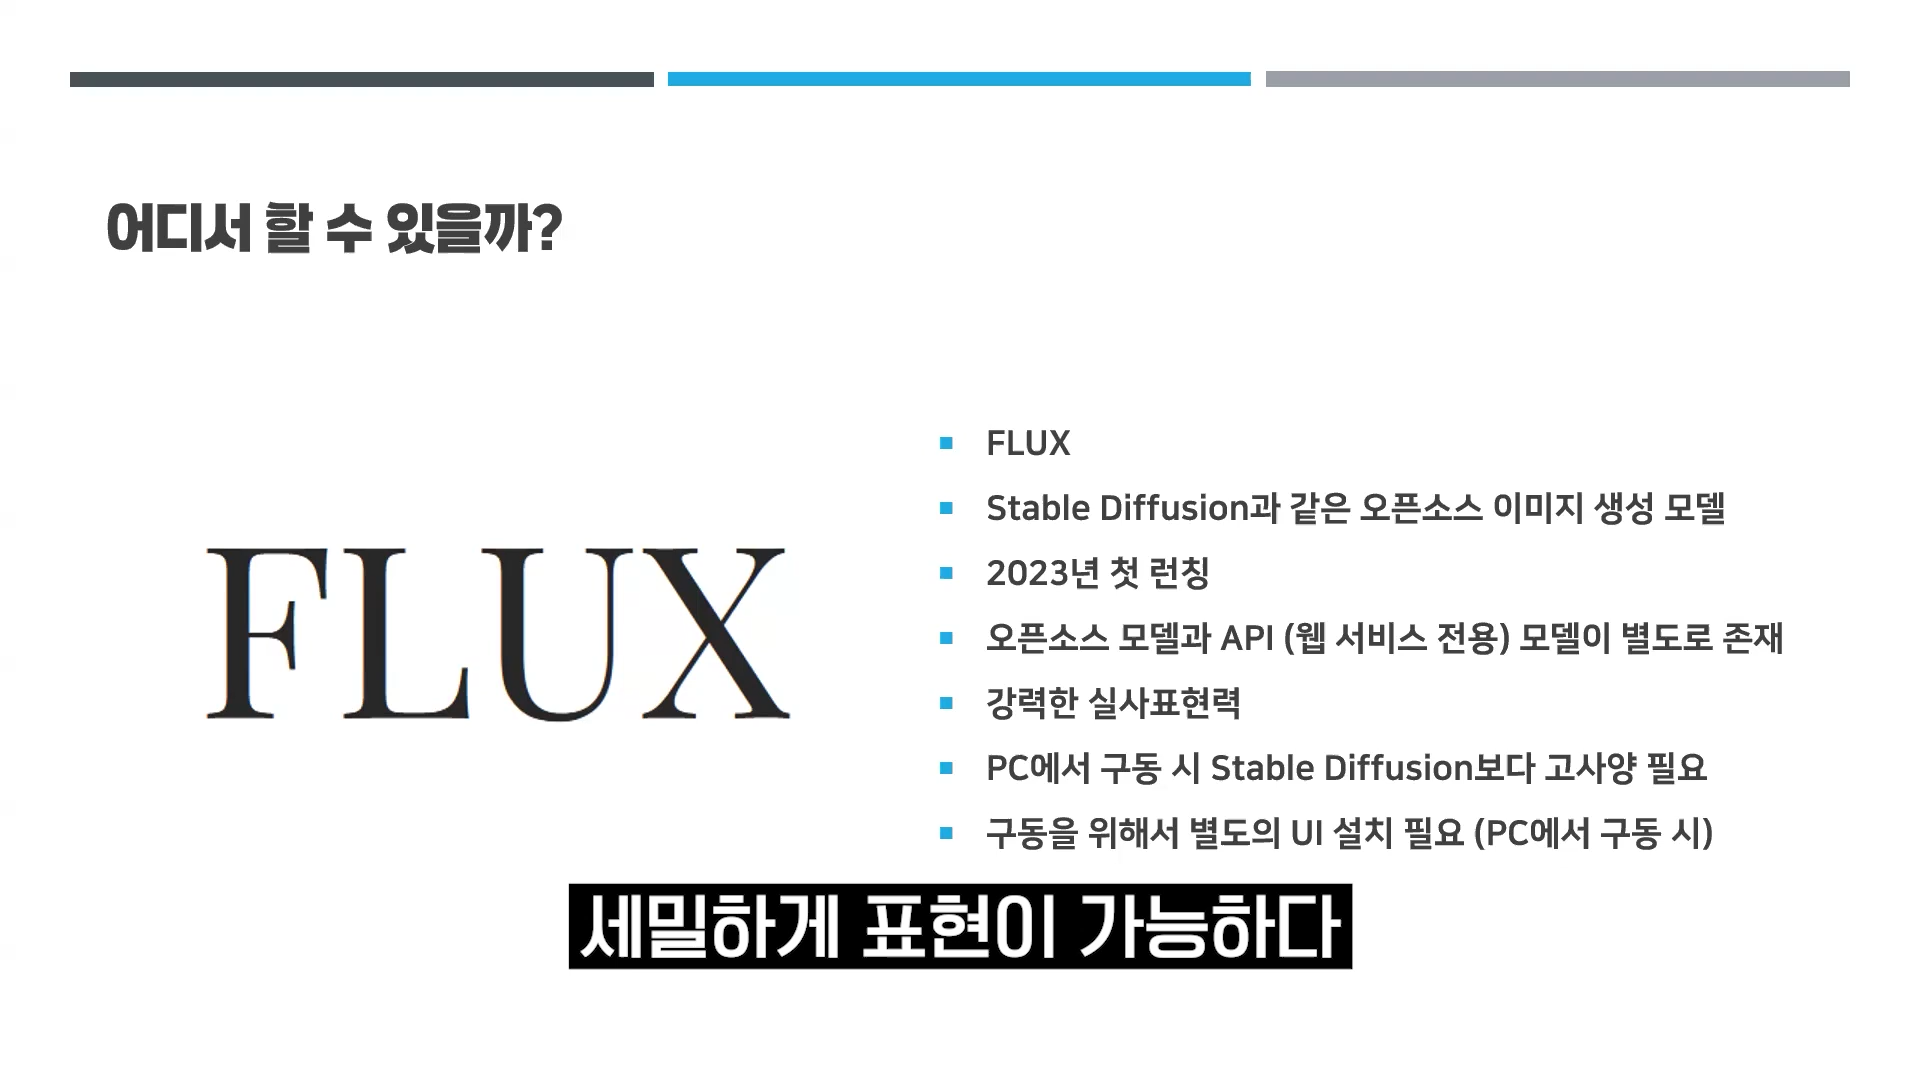 어디서 할 수 있을까?
FLUX
FLUX
Stable Diffusion과 같은 오픈소스 이미지 생성 모델
2023년 첫 런칭
오픈소스 모델과 API (웹 서비스 전용) 모델이 별도로 존재
강력한 실사표현력
PC에서 구동 시 Stable Diffusion보다 고사양 필요
구동을 위해서 별도의 UI 설치 필요 (PC에서 구동 시)
세밀하게 표현이 가능하다